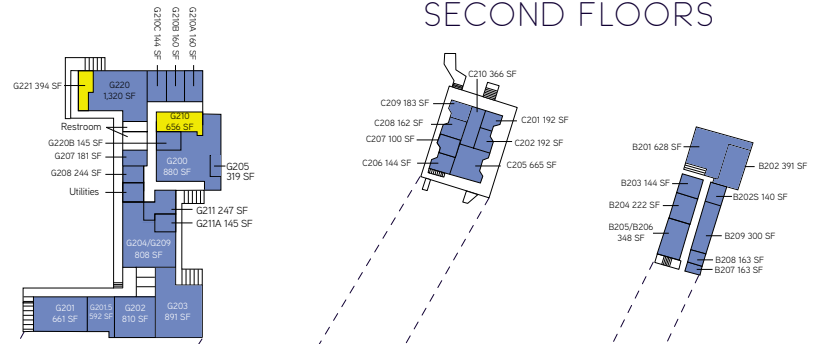 SECOND FLOORS
G210C 144 SF
G210B 160 SF
G210A 160 SF
G221 394 SF
G220
1,320 SF
G210
656 SF
Restroom
G220B 145 SF
G207 181 SF
G208 244 SF
Utilities
G200
880 SF
G205
319 SF
G211 247 SF
G211A 145 SF
G204/G209
808 SF
G201
661 SF
G201.5
592 SF
G202
810 SF
G203
891 SF
C210 366 SF
C209 183 SF
C208 162 SF
C207 100 SF
C206 144 SF
C201 192 SF
C202 192 SF
C205 665 SF
B201 628 SF
B202 391 SF
B203 144 SF
B204 222 SF
B205/B206
348 SF
B202S 140 SF
B209 300 SF
B208 163 SF
B207 163 SF